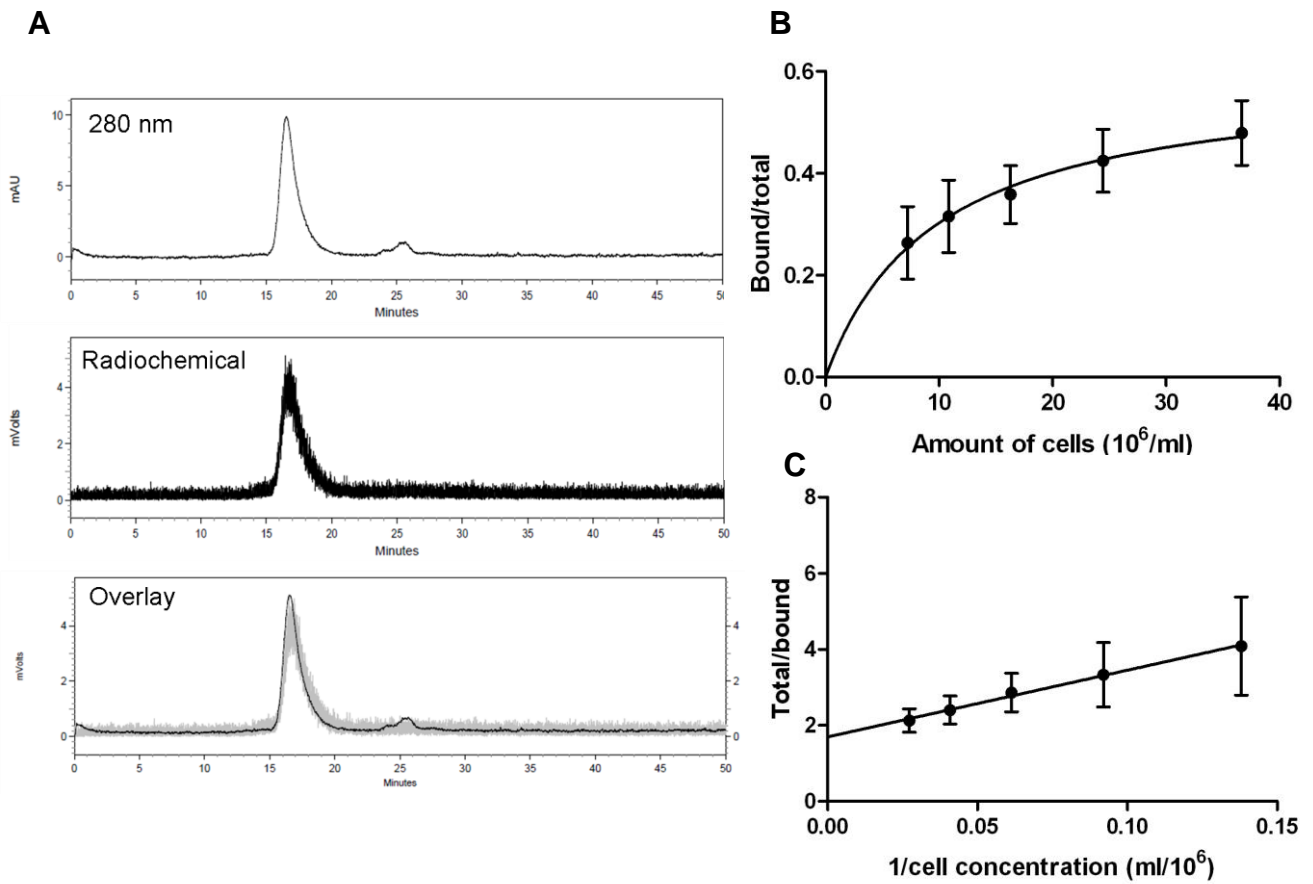 A
280 nm
mAU
10
5
0
0 5 10 15 20 25 30 35 40 45
Minutes
Radiochemical
mVolts
4
2
0
0 5 10 15 20 25 30 35 40 45 50
Minutes
Overlay
mVolts
4
2
0
4
2
0
0 5 10 15 20 25 30 35 40 45 50
Minutes
B
Bound/total
0.6
0.4
0.2
0.0
0 10 20 30 40
Amount of cells (10⁶/ml)
C
Total/bound
8
6
4
2
0
0.00 0.05 0.10 0.15
1/cell concentration (ml/10⁶)